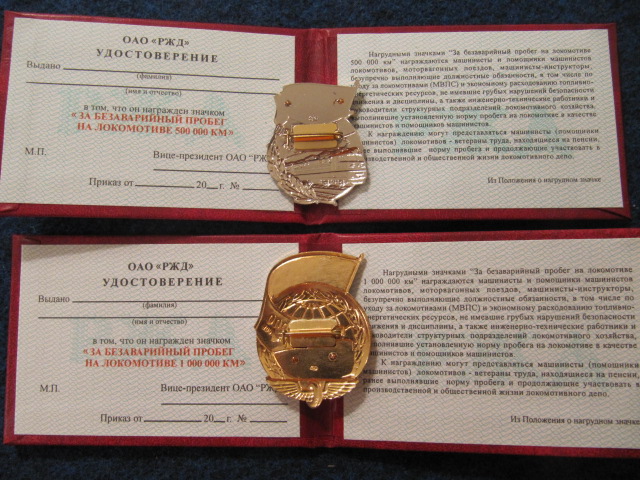 ОАО «РЖД»
УДОСТОВЕРЕНИЕ
Выдано
(фамилия)
(имя и отчество)
в том, что он награжден значком
«ЗА БЕЗАВАРИЙНЫЙ ПРОБЕГ
НА ЛОКОМОТИВЕ 500 000 КМ»
М.П.
Вице-президент ОАО «РЖ
Приказ от 20 г. №
Нагрудными значками "За безаварийный пробег на локомотиве
500 000 км" награждаются машинисты и помощники машинистов
локомотивов, моторвагонных поездов, машинисты-инструкторы,
безупречно выполняющие должностные обязанности, в том числе по
уходу за локомотивами (МВПС) и экономному расходованию топливно-
энергетических ресурсов, не имевшие грубых нарушений безопасности
движения и дисциплины, а также инженерно-технические работники и
руководители структурных подразделений локомотивного хозяйства,
выполнившие установленную норму пробега на локомотиве в качестве
машинистов и помощников машинистов.
К награждению могут представляться машинисты (помощники
машинистов) локомотивов - ветераны труда, находящиеся на пенсии,
ранее выполнявшие норму пробега и продолжающие участвовать в
производственной и общественной жизни локомотивного депо.
Из Положения о нагрудном значке
ОАО «РЖД»
УДОСТОВЕРЕНИЕ
Выдано
(фамилия)
(имя и отчество)
в том, что он награжден значком
«ЗА БЕЗАВАРИЙНЫЙ ПРОБЕГ
НА ЛОКОМОТИВЕ 1 000 000 КМ»
М.П.
Вице-президент ОАО «РЖ
Приказ от 20 г. №
Нагрудными значками "За безаварийный пробег на локомотиве
1 000 000 км" награждаются машинисты и помощники машинистов
локомотивов, моторвагонных поездов, машинисты-инструкторы,
безупречно выполняющие должностные обязанности, в том числе по
уходу за локомотивами (МВПС) и экономному расходованию топливно-
энергетических ресурсов, не имевшие грубых нарушений безопасности
движения и дисциплины, а также инженерно-технические работники и
руководители структурных подразделений локомотивного хозяйства,
выполнившие установленную норму пробега на локомотиве в качестве
машинистов и помощников машинистов.
К награждению могут представляться машинисты (помощники
машинистов) локомотивов - ветераны труда, находящиеся на пенсии,
ранее выполнявшие норму пробега и продолжающие участвовать в
производственной и общественной жизни локомотивного депо.
Из Положения о нагрудном значке